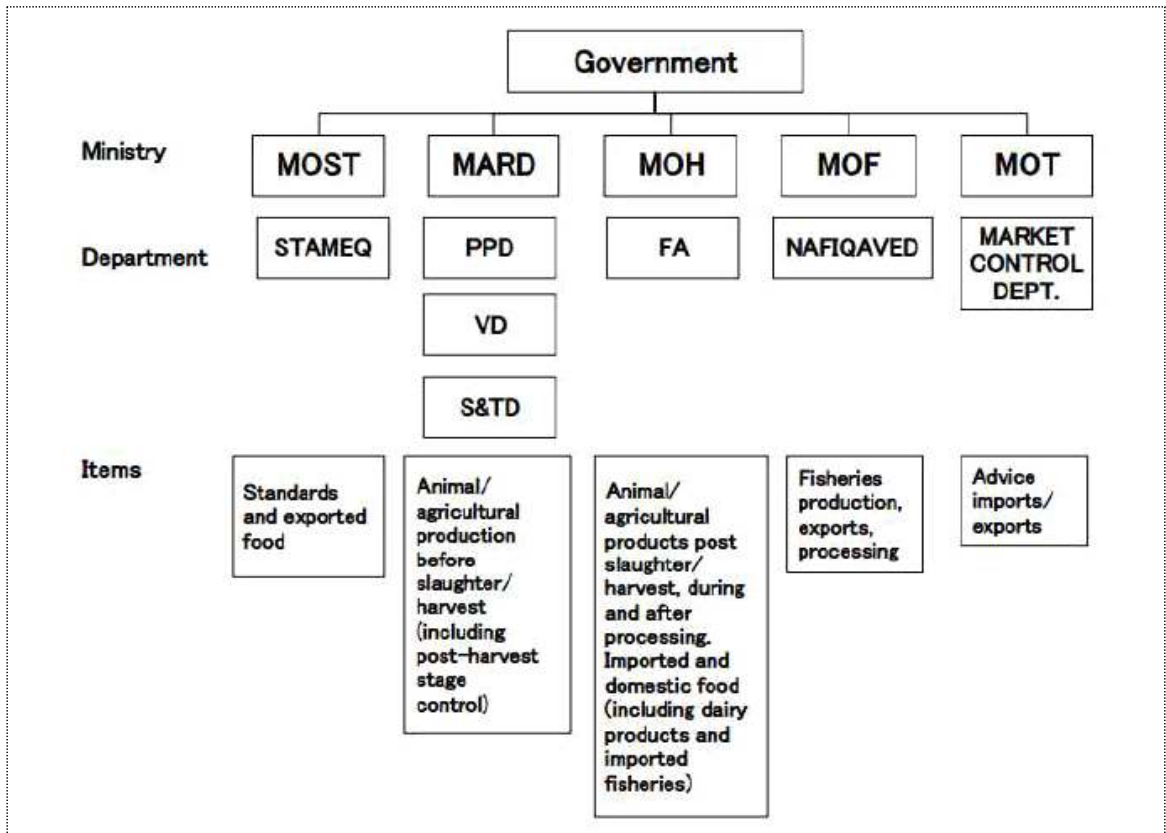 Government
Ministry
MOST
MARD
MOH
MOF
MOT
Department
STAMEQ
PPD
FA
NAFIQAVED
MARKET
CONTROL
DEPT.
VD
S&TD
Items
Standards
and exported
food
Animal/
agricultural
production
before
slaughter/
harvest
(including
post-harvest
stage
control)
Animal/
agricultural
products post
slaughter/
harvest, during
and after
processing.
Imported and
domestic food
(including dairy
products and
imported
fisheries)
Fisheries
production,
exports,
processing
Advice
imports/
exports